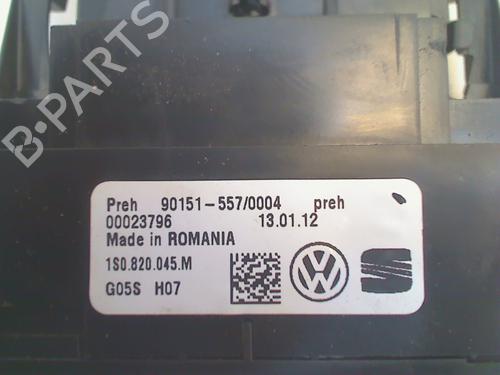 B-PARTS
Preh 90151-557/0004 preh
00023796 13.01.12
Made in ROMANIA
1S0.820.045.M
G05S H07